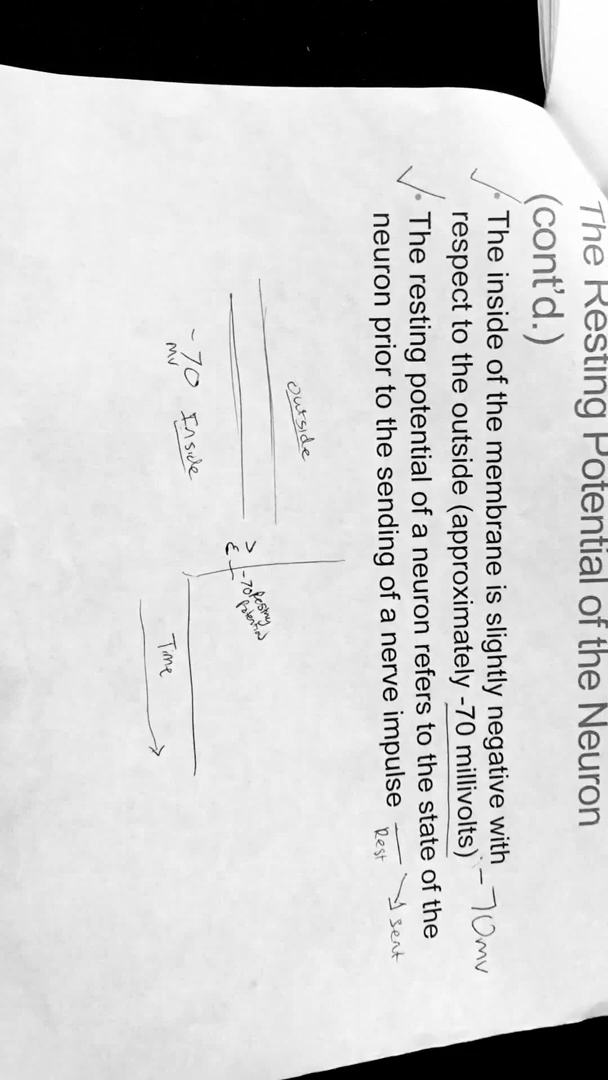 The Resting Potential of the Neuron
(cont'd.)
✓• The inside of the membrane is slightly negative with
respect to the outside (approximately -70 millivolts) -70mv
✓• The resting potential of a neuron refers to the state of the
neuron prior to the sending of a nerve impulse Rest → sent
outside
-70 Inside
mv
mV
-70 Resting
Potential
Time